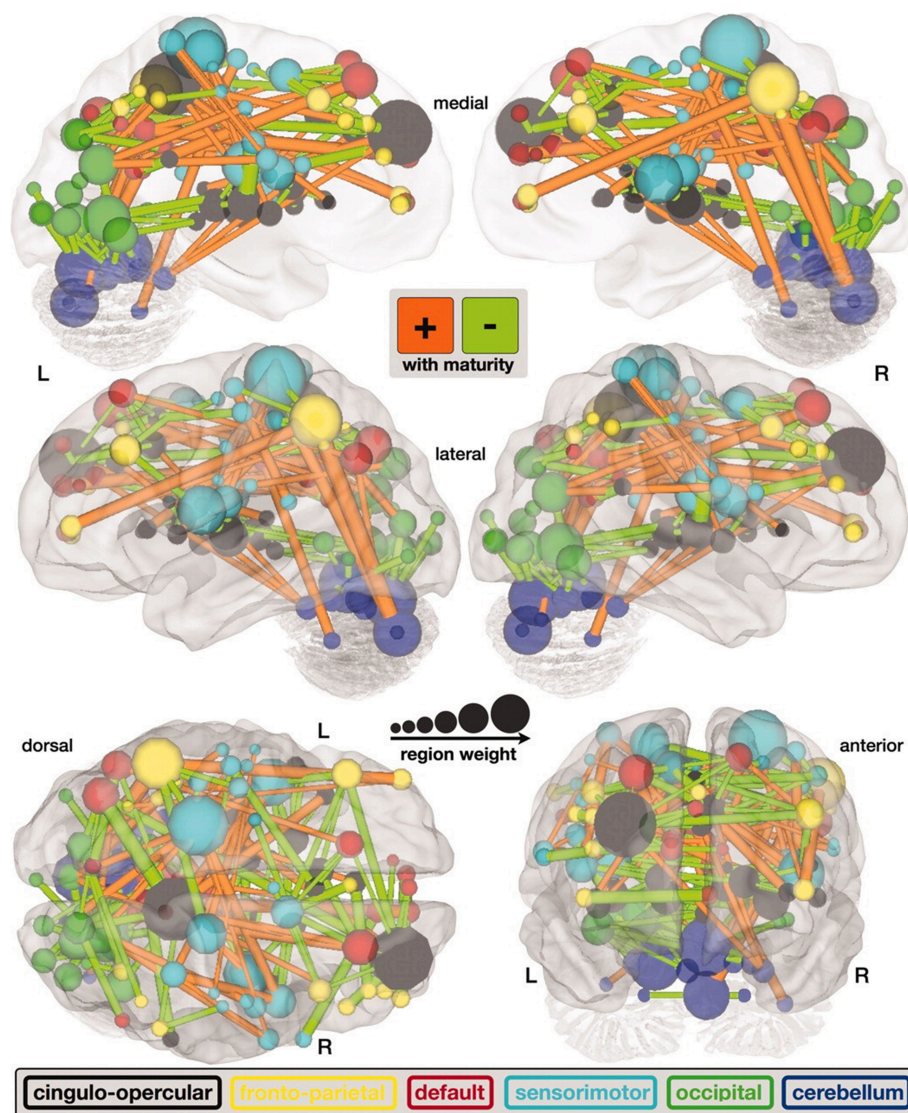 medial
+ -
with maturity
L
R
lateral
L
dorsal
anterior
region weight
L
R
R
cingulo-opercular fronto-parietal default sensorimotor occipital cerebellum